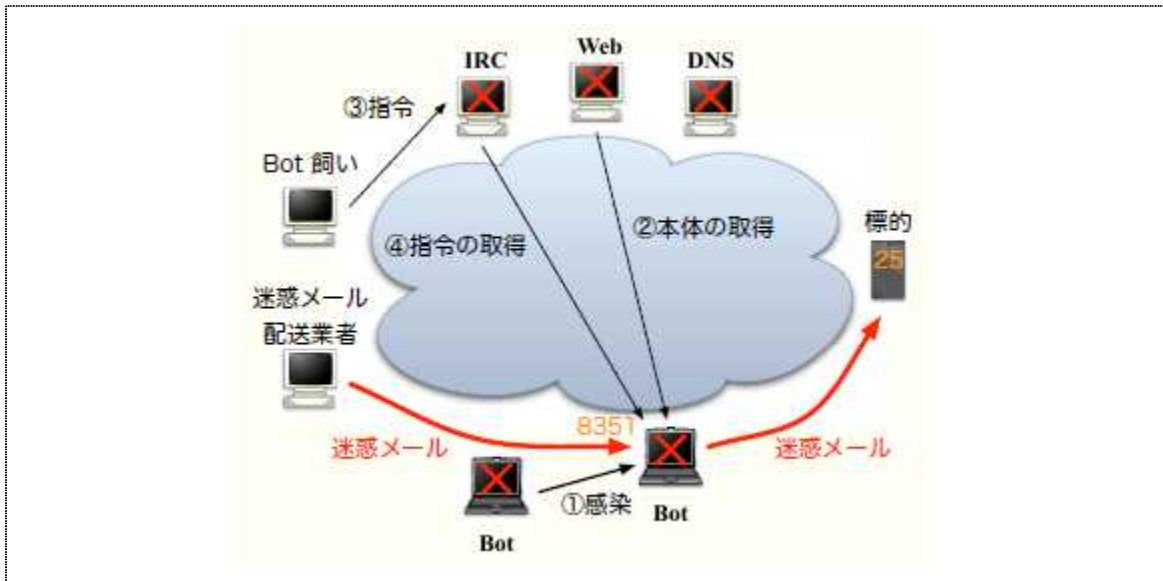 IRC
Web
DNS
③指令
Bot 飼い
④指令の取得
②本体の取得
標的
25
迷惑メール
配送業者
8351
迷惑メール
迷惑メール
①感染
Bot
Bot